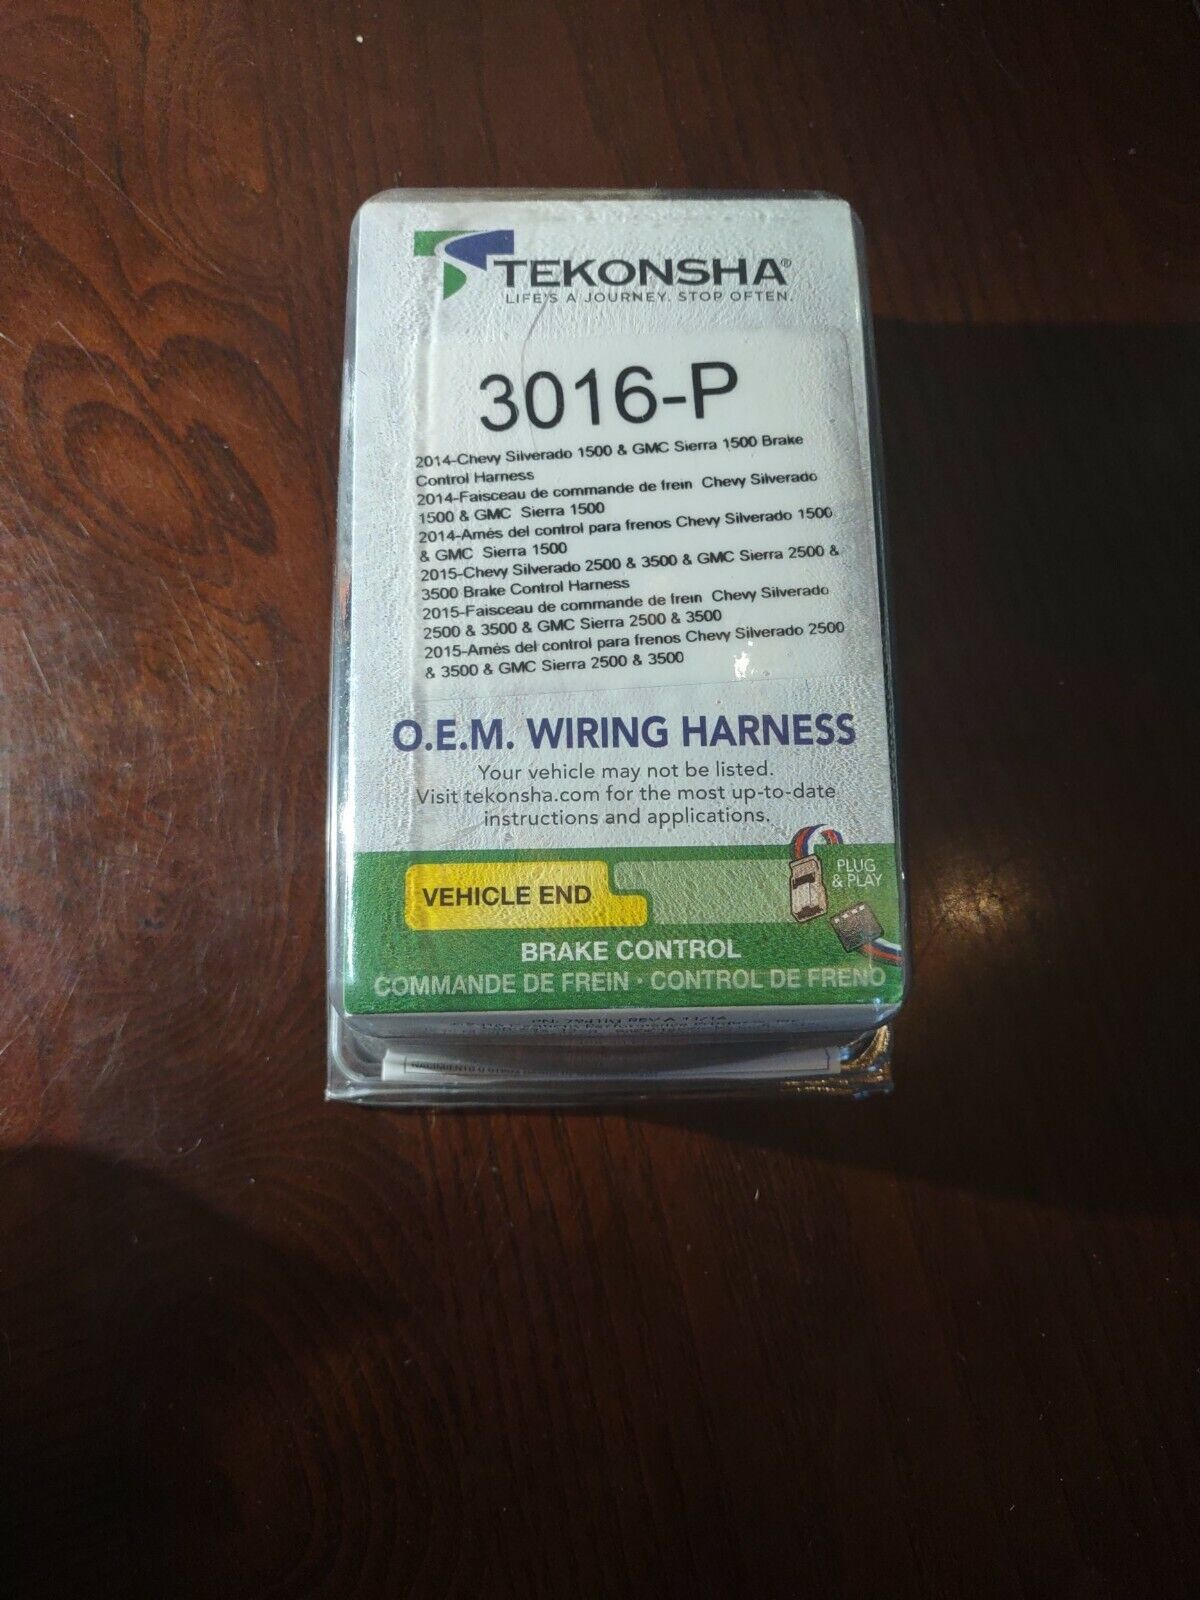 TEKONSHA®
LIFE'S A JOURNEY. STOP OFTEN.
3016-P
2014-Chevy Silverado 1500 & GMC Sierra 1500 Brake
Control Harness
2014-Faisceau de commande de frein Chevy Silverado
1500 & GMC Sierra 1500
2014-Arnés del control para frenos Chevy Silverado 1500
& GMC Sierra 1500
2015-Chevy Silverado 2500 & 3500 & GMC Sierra 2500 &
3500 Brake Control Harness
2015-Faisceau de commande de frein Chevy Silverado
2500 & 3500 & GMC Sierra 2500 & 3500
2015-Arnés del control para frenos Chevy Silverado 2500
& 3500 & GMC Sierra 2500 & 3500
O.E.M. WIRING HARNESS
Your vehicle may not be listed.
Visit tekonsha.com for the most up-to-date
instructions and applications.
PLUG
& PLAY
VEHICLE END
BRAKE CONTROL
COMMANDE DE FREIN • CONTROL DE FRENO
REV A 11/14
NACIMIENTO